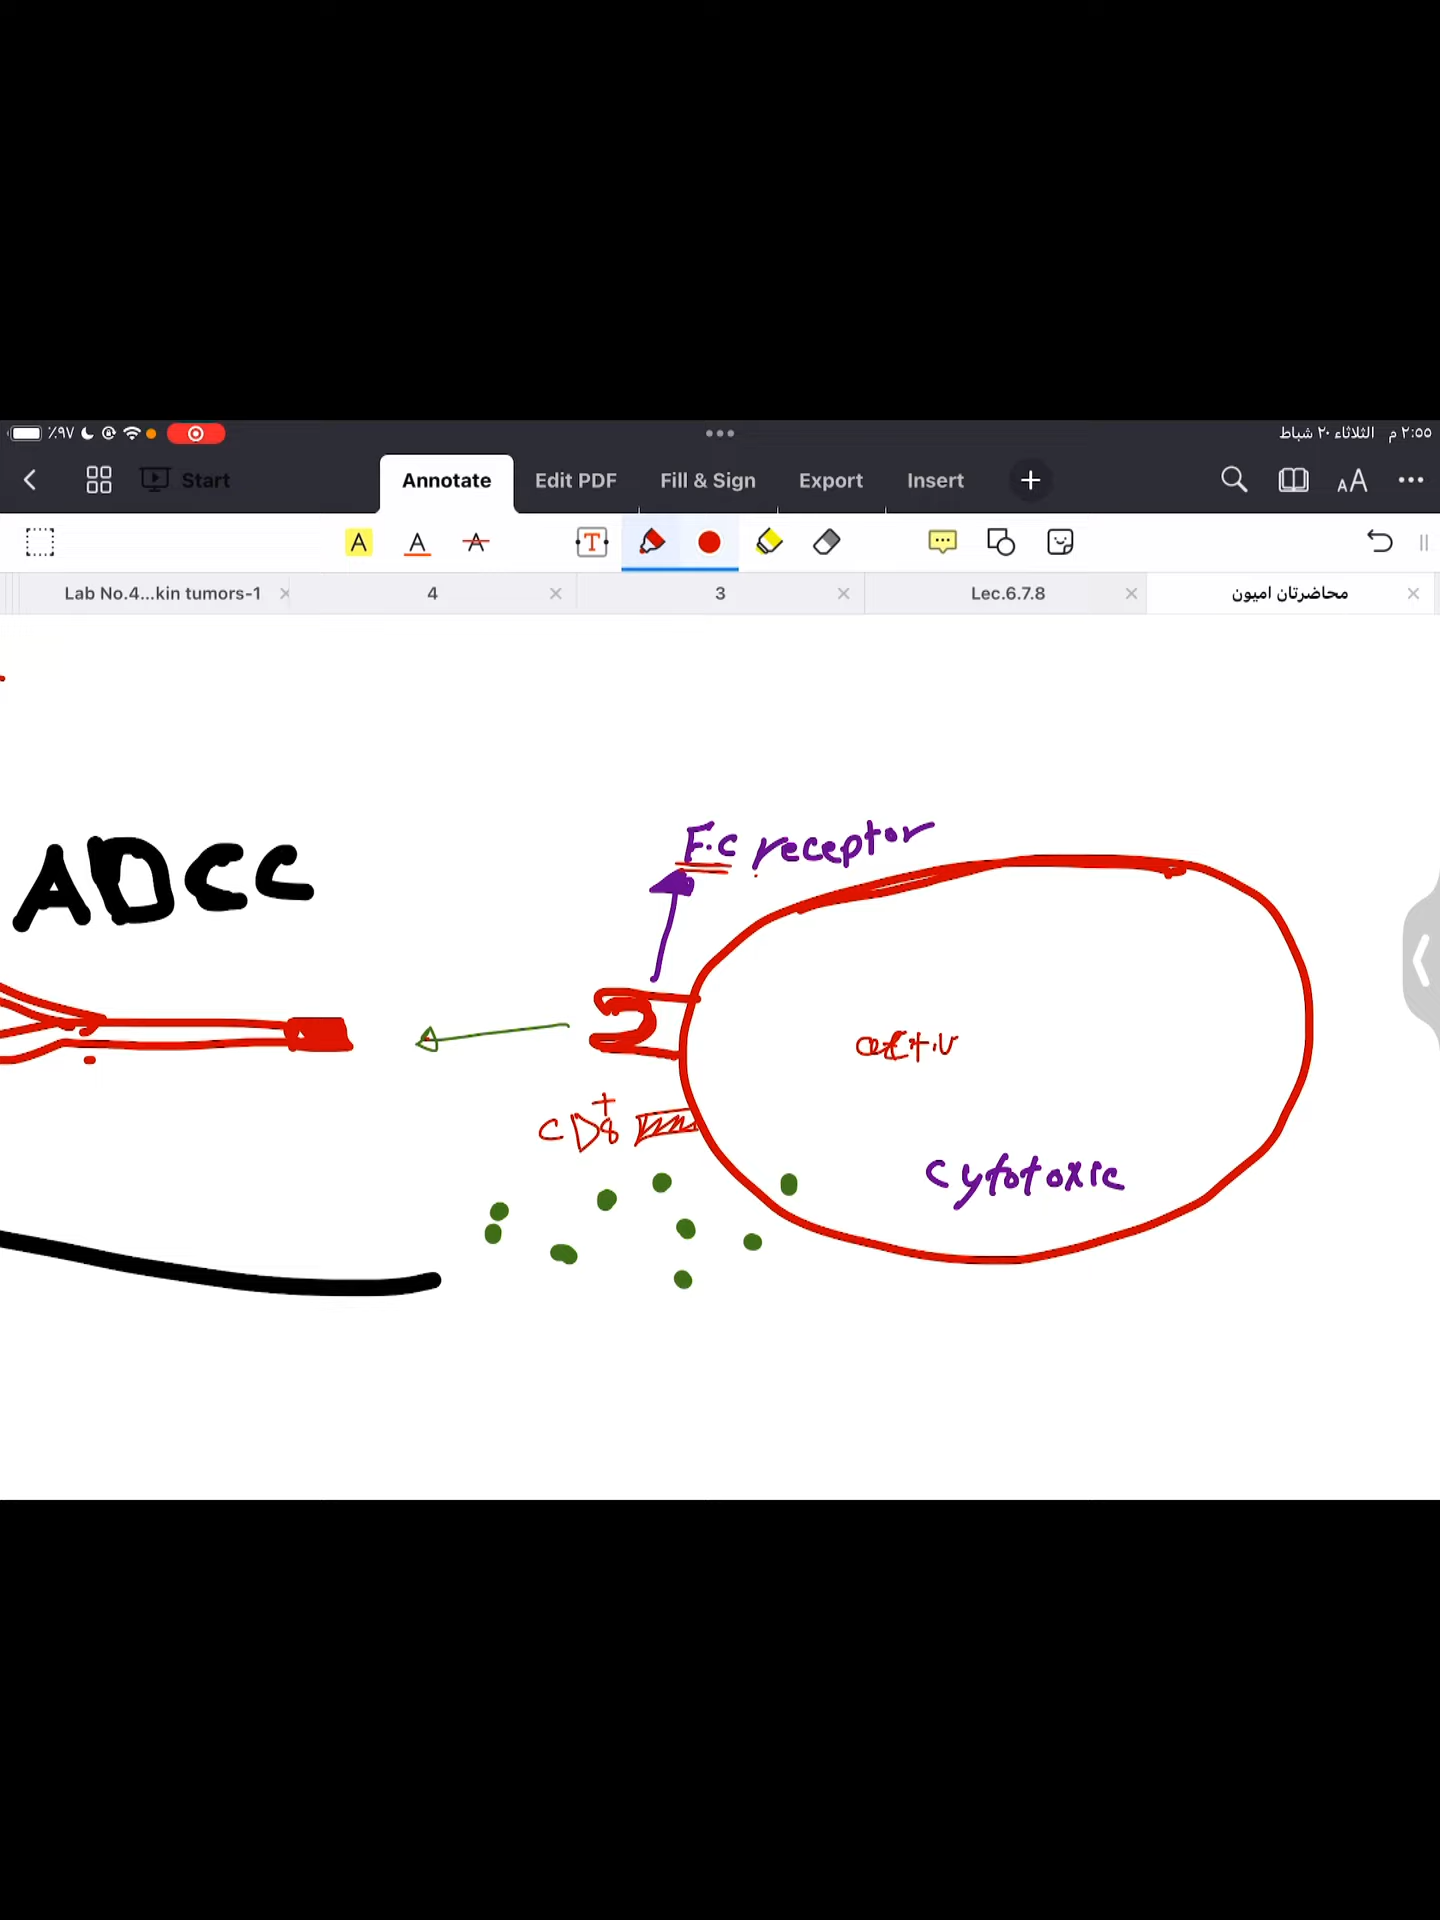 ٪٩٧
الثلاثاء ٢٠ شباط ٢:٥٥ م
Start Annotate Edit PDF Fill & Sign Export Insert
Lab No.4...kin tumors-1 4 3 Lec.6.7.8 محاضرتان اميون
F.C receptor
ADCC
CD8+
cytotoxic